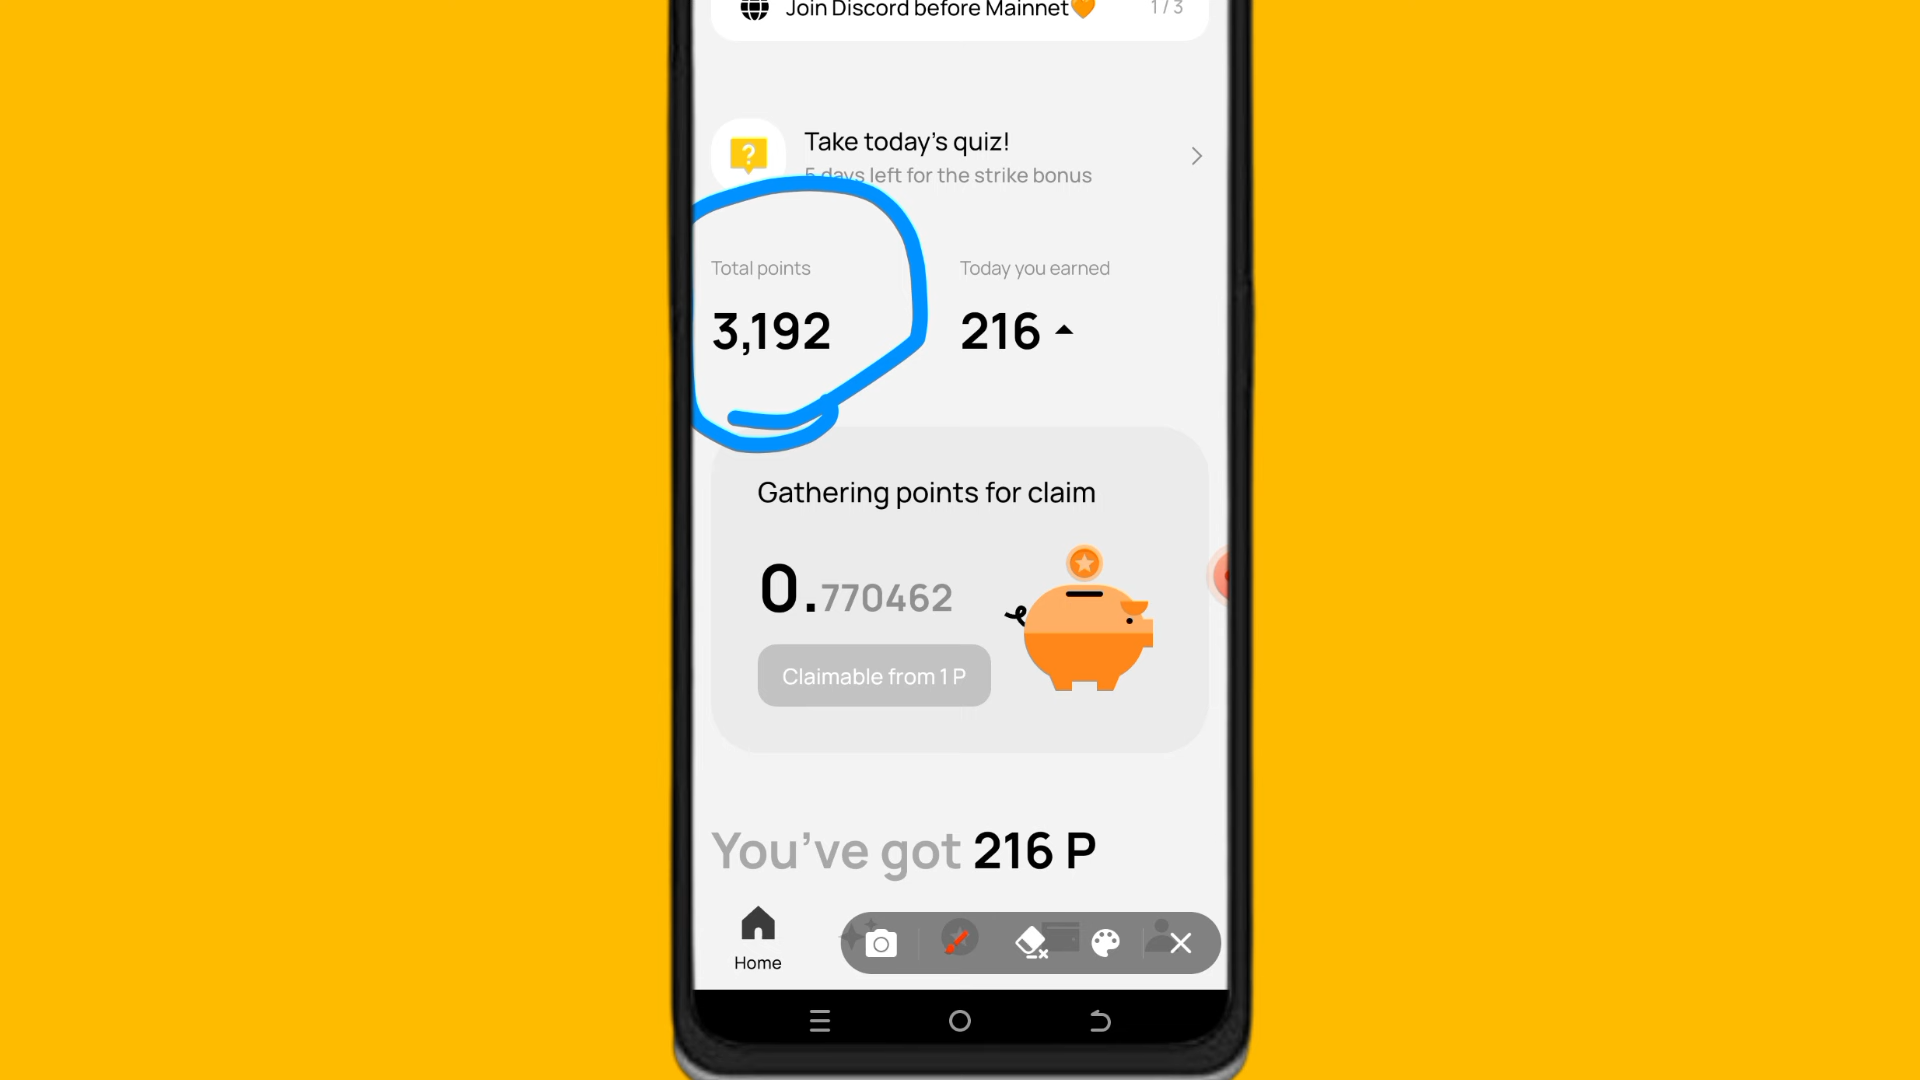 Join Discord before Mainnet🧡 1 / 3
Take today's quiz!
5 days left for the strike bonus
Total points
3,192
Today you earned
216
Gathering points for claim
0.770462
Claimable from 1 P
You've got 216 P
Home